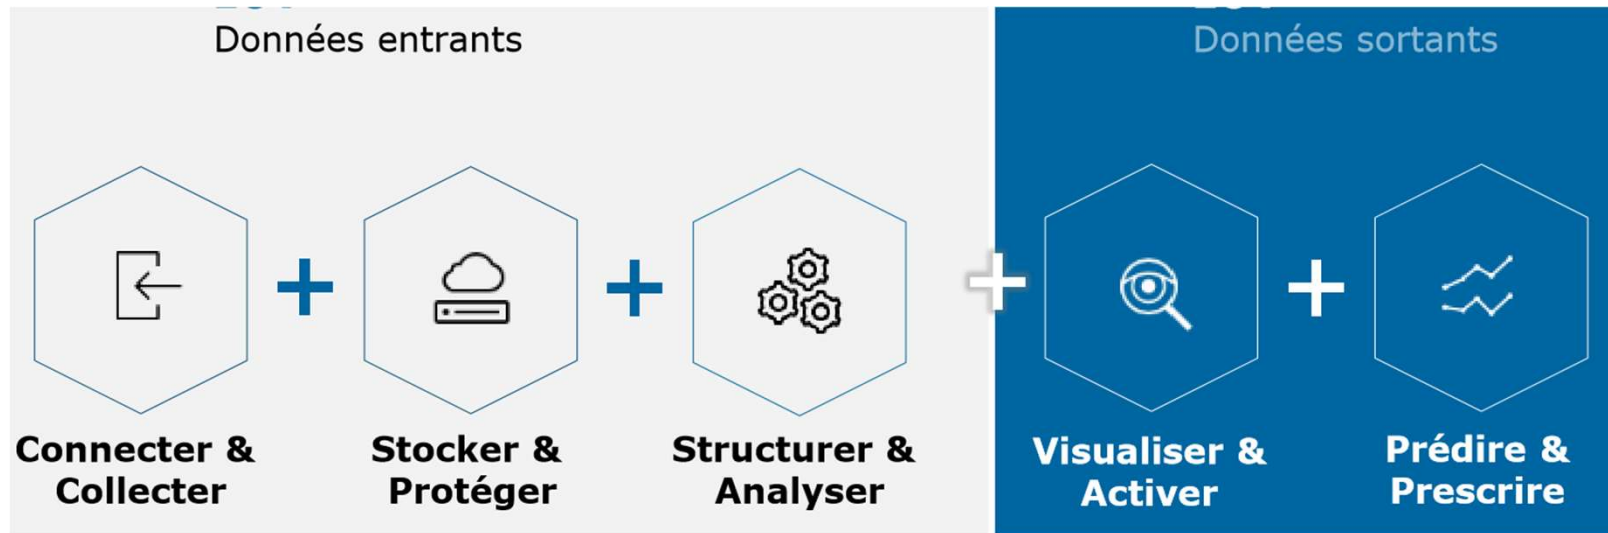 Données entrants
Données sortants
Connecter &
Collecter
Stocker &
Protéger
Structurer &
Analyser
Visualiser &
Activer
Prédire &
Prescrire